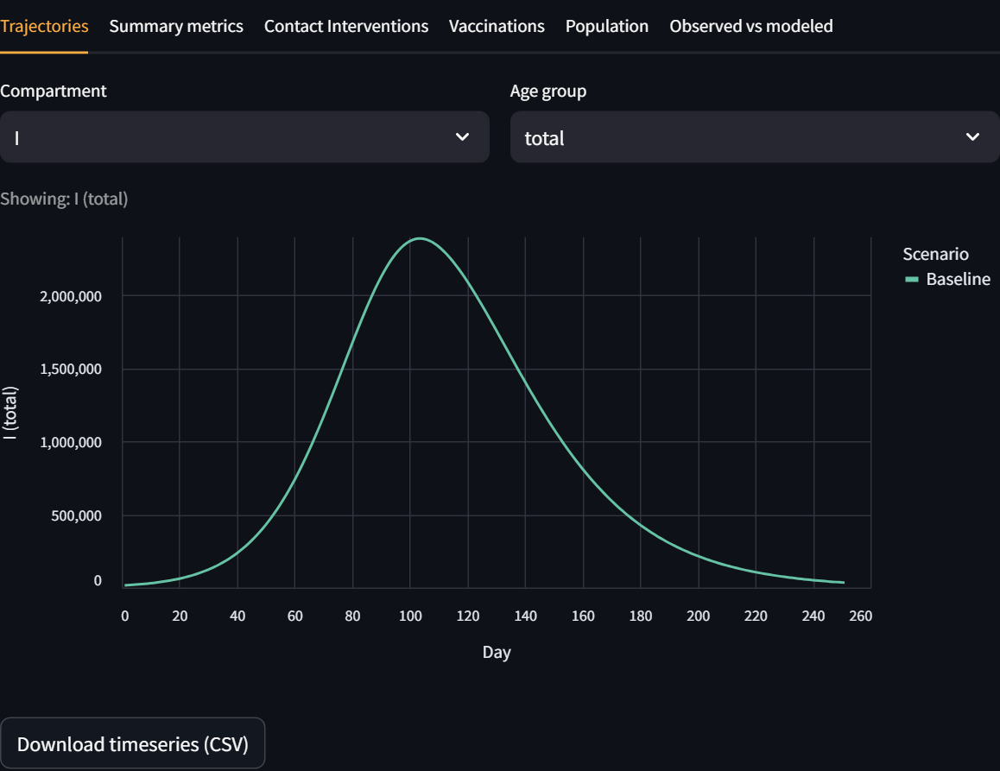 Trajectories Summary metrics Contact Interventions Vaccinations Population Observed vs modeled
Compartment Age group
I total
Showing: I (total)
Scenario
Baseline
I (total)
2,000,000
1,500,000
1,000,000
500,000
0
0 20 40 60 80 100 120 140 160 180 200 220 240 260
Day
Download timeseries (CSV)